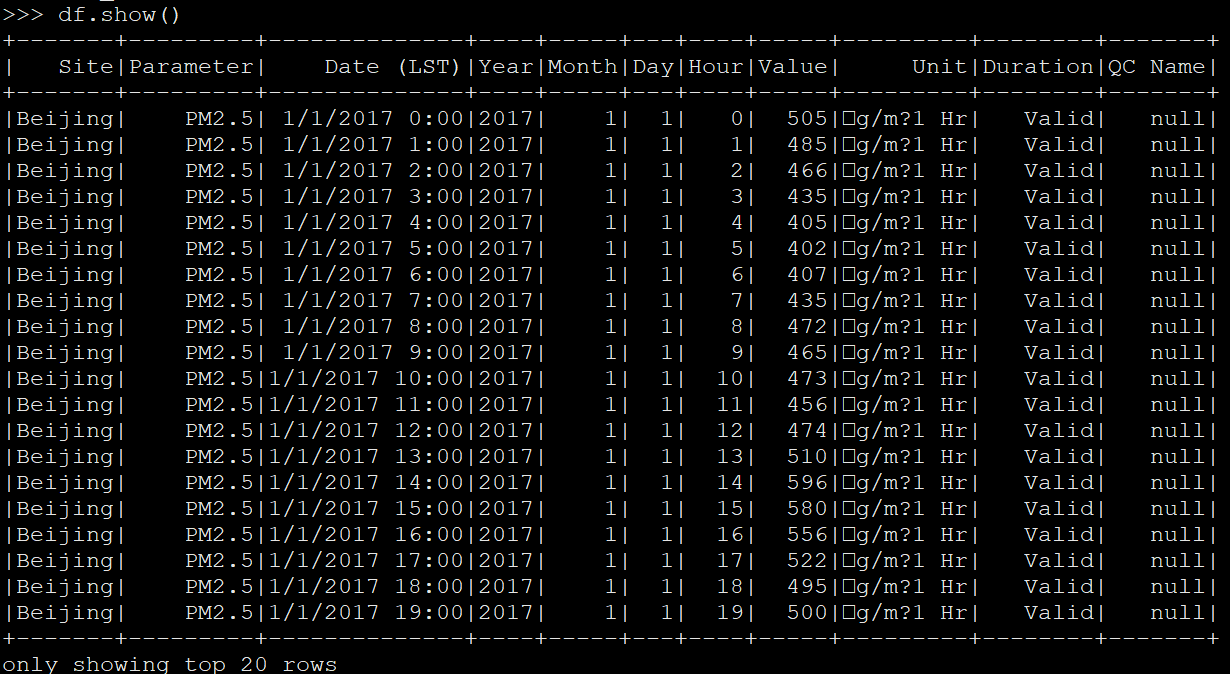 >>> df.show()
+-------+---------+---------------+----+-----+---+----+-----+----------+--------+-------+
|   Site|Parameter|     Date (LST)|Year|Month|Day|Hour|Value|      Unit|Duration|QC Name|
+-------+---------+---------------+----+-----+---+----+-----+----------+--------+-------+
|Beijing|    PM2.5|  1/1/2017 0:00|2017|    1|  1|   0|  505|□g/m?1 Hr|   Valid|   null|
|Beijing|    PM2.5|  1/1/2017 1:00|2017|    1|  1|   1|  485|□g/m?1 Hr|   Valid|   null|
|Beijing|    PM2.5|  1/1/2017 2:00|2017|    1|  1|   2|  466|□g/m?1 Hr|   Valid|   null|
|Beijing|    PM2.5|  1/1/2017 3:00|2017|    1|  1|   3|  435|□g/m?1 Hr|   Valid|   null|
|Beijing|    PM2.5|  1/1/2017 4:00|2017|    1|  1|   4|  405|□g/m?1 Hr|   Valid|   null|
|Beijing|    PM2.5|  1/1/2017 5:00|2017|    1|  1|   5|  402|□g/m?1 Hr|   Valid|   null|
|Beijing|    PM2.5|  1/1/2017 6:00|2017|    1|  1|   6|  407|□g/m?1 Hr|   Valid|   null|
|Beijing|    PM2.5|  1/1/2017 7:00|2017|    1|  1|   7|  435|□g/m?1 Hr|   Valid|   null|
|Beijing|    PM2.5|  1/1/2017 8:00|2017|    1|  1|   8|  472|□g/m?1 Hr|   Valid|   null|
|Beijing|    PM2.5|  1/1/2017 9:00|2017|    1|  1|   9|  465|□g/m?1 Hr|   Valid|   null|
|Beijing|    PM2.5|1/1/2017 10:00|2017|    1|  1|  10|  473|□g/m?1 Hr|   Valid|   null|
|Beijing|    PM2.5|1/1/2017 11:00|2017|    1|  1|  11|  456|□g/m?1 Hr|   Valid|   null|
|Beijing|    PM2.5|1/1/2017 12:00|2017|    1|  1|  12|  474|□g/m?1 Hr|   Valid|   null|
|Beijing|    PM2.5|1/1/2017 13:00|2017|    1|  1|  13|  510|□g/m?1 Hr|   Valid|   null|
|Beijing|    PM2.5|1/1/2017 14:00|2017|    1|  1|  14|  596|□g/m?1 Hr|   Valid|   null|
|Beijing|    PM2.5|1/1/2017 15:00|2017|    1|  1|  15|  580|□g/m?1 Hr|   Valid|   null|
|Beijing|    PM2.5|1/1/2017 16:00|2017|    1|  1|  16|  556|□g/m?1 Hr|   Valid|   null|
|Beijing|    PM2.5|1/1/2017 17:00|2017|    1|  1|  17|  522|□g/m?1 Hr|   Valid|   null|
|Beijing|    PM2.5|1/1/2017 18:00|2017|    1|  1|  18|  495|□g/m?1 Hr|   Valid|   null|
|Beijing|    PM2.5|1/1/2017 19:00|2017|    1|  1|  19|  500|□g/m?1 Hr|   Valid|   null|
+-------+---------+---------------+----+-----+---+----+-----+----------+--------+-------+
only showing top 20 rows